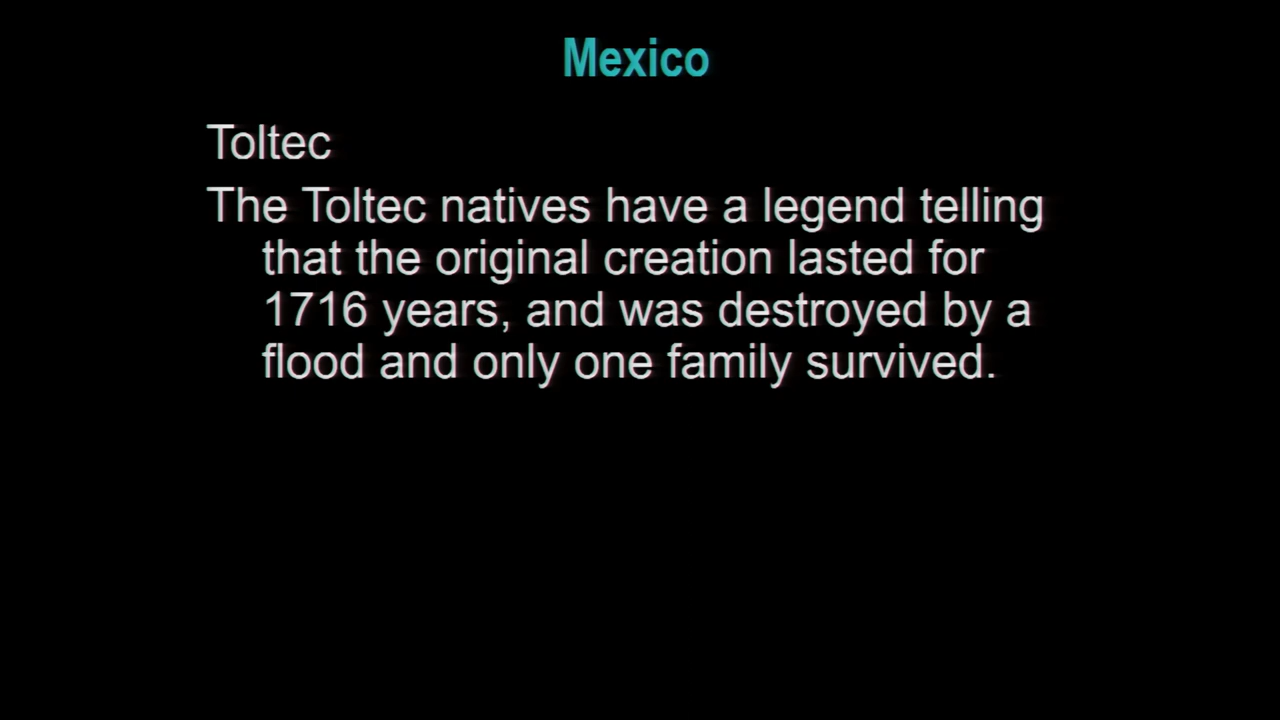 Mexico
Toltec
The Toltec natives have a legend telling
that the original creation lasted for
1716 years, and was destroyed by a
flood and only one family survived.